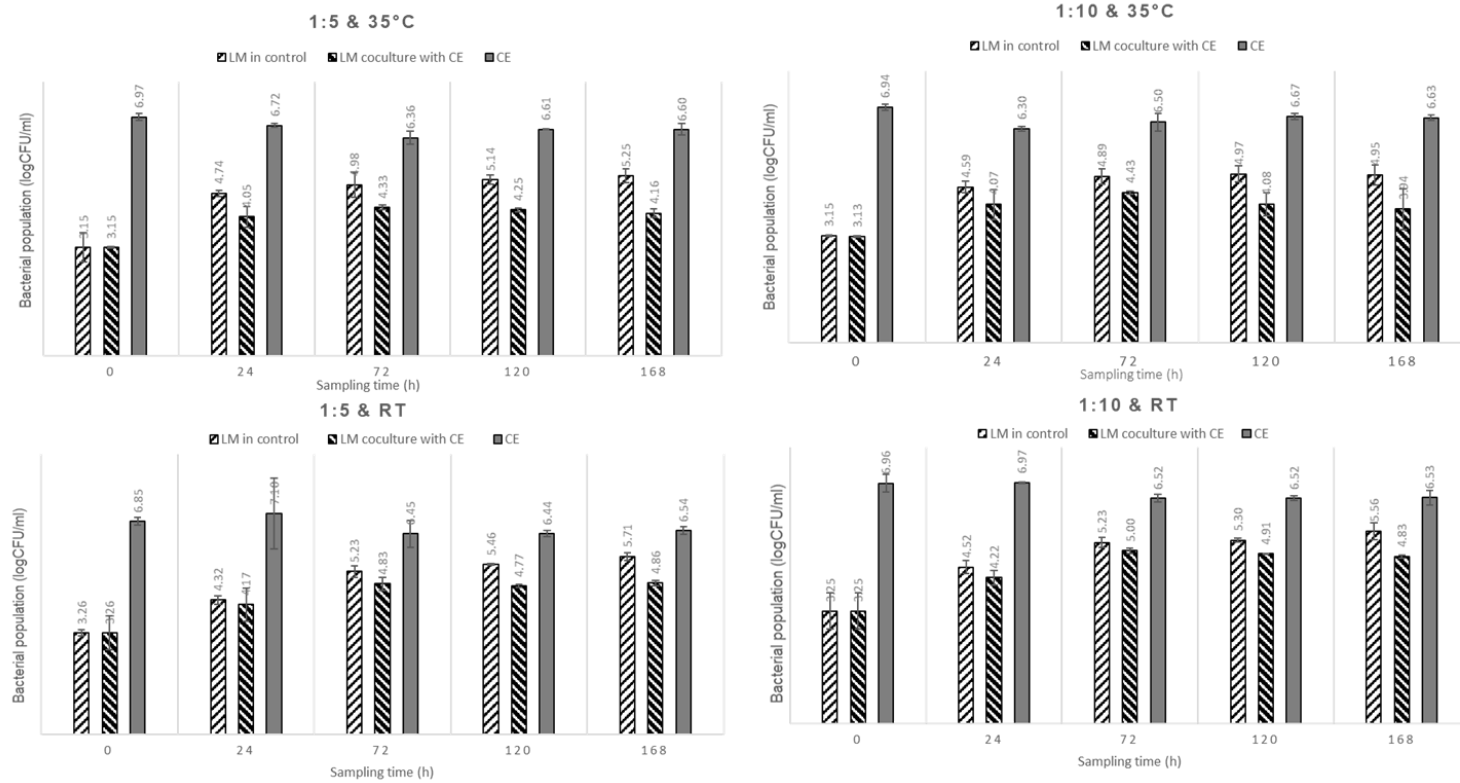 1:5 & 35°C
LM in control LM coculture with CE CE
Bacterial population (logCFU/ml)
3.15 3.15 6.97
4.74 4.05 6.72
4.98 4.33 6.36
5.14 4.25 6.61
5.25 4.16 6.60
0 24 72 120 168
Sampling time (h)
1:10 & 35°C
LM in control LM coculture with CE CE
Bacterial population (logCFU/ml)
3.15 3.13 6.94
4.59 4.07 6.30
4.89 4.43 6.50
4.97 4.08 6.67
4.95 3.94 6.63
0 24 72 120 168
Sampling time (h)
1:5 & RT
LM in control LM coculture with CE CE
Bacterial population (logCFU/ml)
3.26 3.26 6.85
4.32 4.17 7.10
5.23 4.83 6.45
5.46 4.77 6.44
5.71 4.86 6.54
0 24 72 120 168
Sampling time (h)
1:10 & RT
LM in control LM coculture with CE CE
Bacterial population (logCFU/ml)
3.25 3.25 6.96
4.52 4.22 6.97
5.23 5.00 6.52
5.30 4.91 6.52
5.56 4.83 6.53
0 24 72 120 168
Sampling time (h)